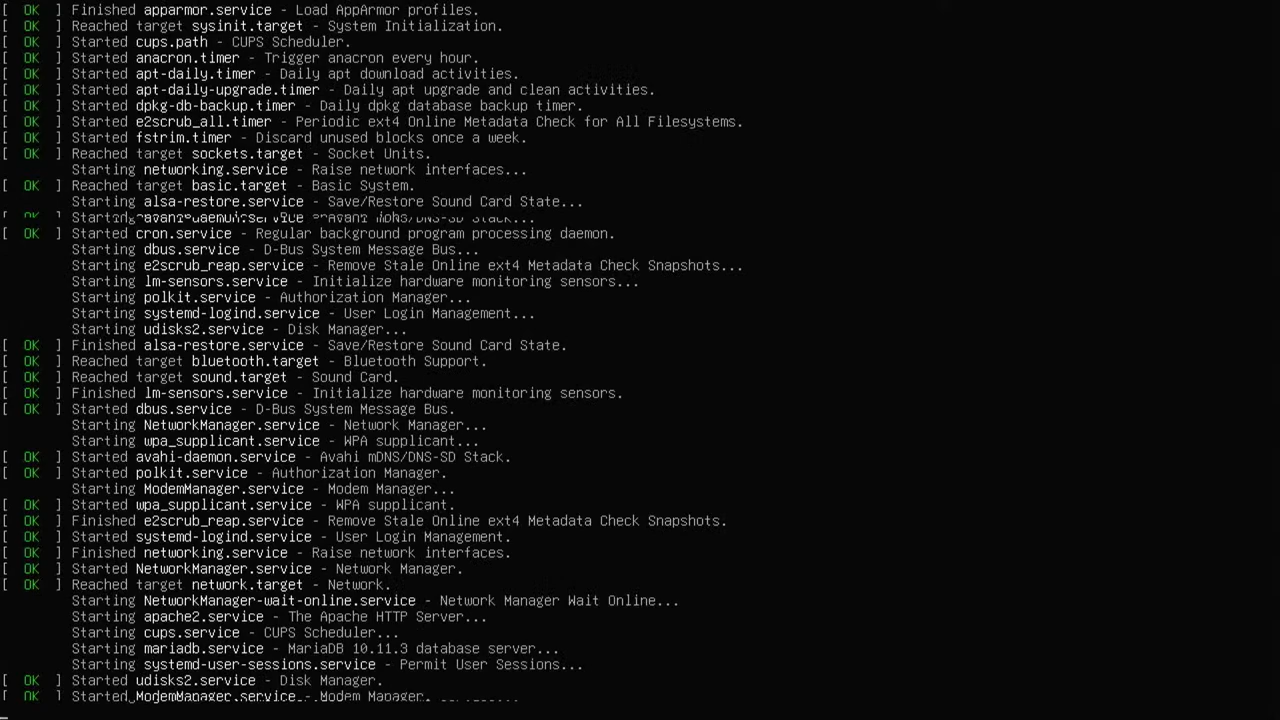 [  OK  ] Finished apparmor.service - Load AppArmor profiles.
[  OK  ] Reached target sysinit.target - System Initialization.
[  OK  ] Started cups.path - CUPS Scheduler.
[  OK  ] Started anacron.timer - Trigger anacron every hour.
[  OK  ] Started apt-daily.timer - Daily apt download activities.
[  OK  ] Started apt-daily-upgrade.timer - Daily apt upgrade and clean activities.
[  OK  ] Started dpkg-db-backup.timer - Daily dpkg database backup timer.
[  OK  ] Started e2scrub_all.timer - Periodic ext4 Online Metadata Check for All Filesystems.
[  OK  ] Started fstrim.timer - Discard unused blocks once a week.
[  OK  ] Reached target sockets.target - Socket Units.
Starting networking.service - Raise network interfaces...
[  OK  ] Reached target basic.target - Basic System.
Starting alsa-restore.service - Save/Restore Sound Card State...
mDNS/DNS-SD Stack...
[  OK  ] Started cron.service - Regular background program processing daemon.
Starting dbus.service - D-Bus System Message Bus...
Starting e2scrub_reap.service - Remove Stale Online ext4 Metadata Check Snapshots...
Starting lm-sensors.service - Initialize hardware monitoring sensors...
Starting polkit.service - Authorization Manager...
Starting systemd-logind.service - User Login Management...
Starting udisks2.service - Disk Manager...
[  OK  ] Finished alsa-restore.service - Save/Restore Sound Card State.
[  OK  ] Reached target bluetooth.target - Bluetooth Support.
[  OK  ] Reached target sound.target - Sound Card.
[  OK  ] Finished lm-sensors.service - Initialize hardware monitoring sensors.
[  OK  ] Started dbus.service - D-Bus System Message Bus.
Starting NetworkManager.service - Network Manager...
Starting wpa_supplicant.service - WPA supplicant...
[  OK  ] Started avahi-daemon.service - Avahi mDNS/DNS-SD Stack.
[  OK  ] Started polkit.service - Authorization Manager.
Starting ModemManager.service - Modem Manager...
[  OK  ] Started wpa_supplicant.service - WPA supplicant.
[  OK  ] Finished e2scrub_reap.service - Remove Stale Online ext4 Metadata Check Snapshots.
[  OK  ] Started systemd-logind.service - User Login Management.
[  OK  ] Finished networking.service - Raise network interfaces.
[  OK  ] Started NetworkManager.service - Network Manager.
[  OK  ] Reached target network.target - Network.
Starting NetworkManager-wait-online.service - Network Manager Wait Online...
Starting apache2.service - The Apache HTTP Server...
Starting cups.service - CUPS Scheduler...
Starting mariadb.service - MariaDB 10.11.3 database server...
Starting systemd-user-sessions.service - Permit User Sessions...
[  OK  ] Started udisks2.service - Disk Manager.
[  OK  ] Started ModemManager.service - Modem Manager.